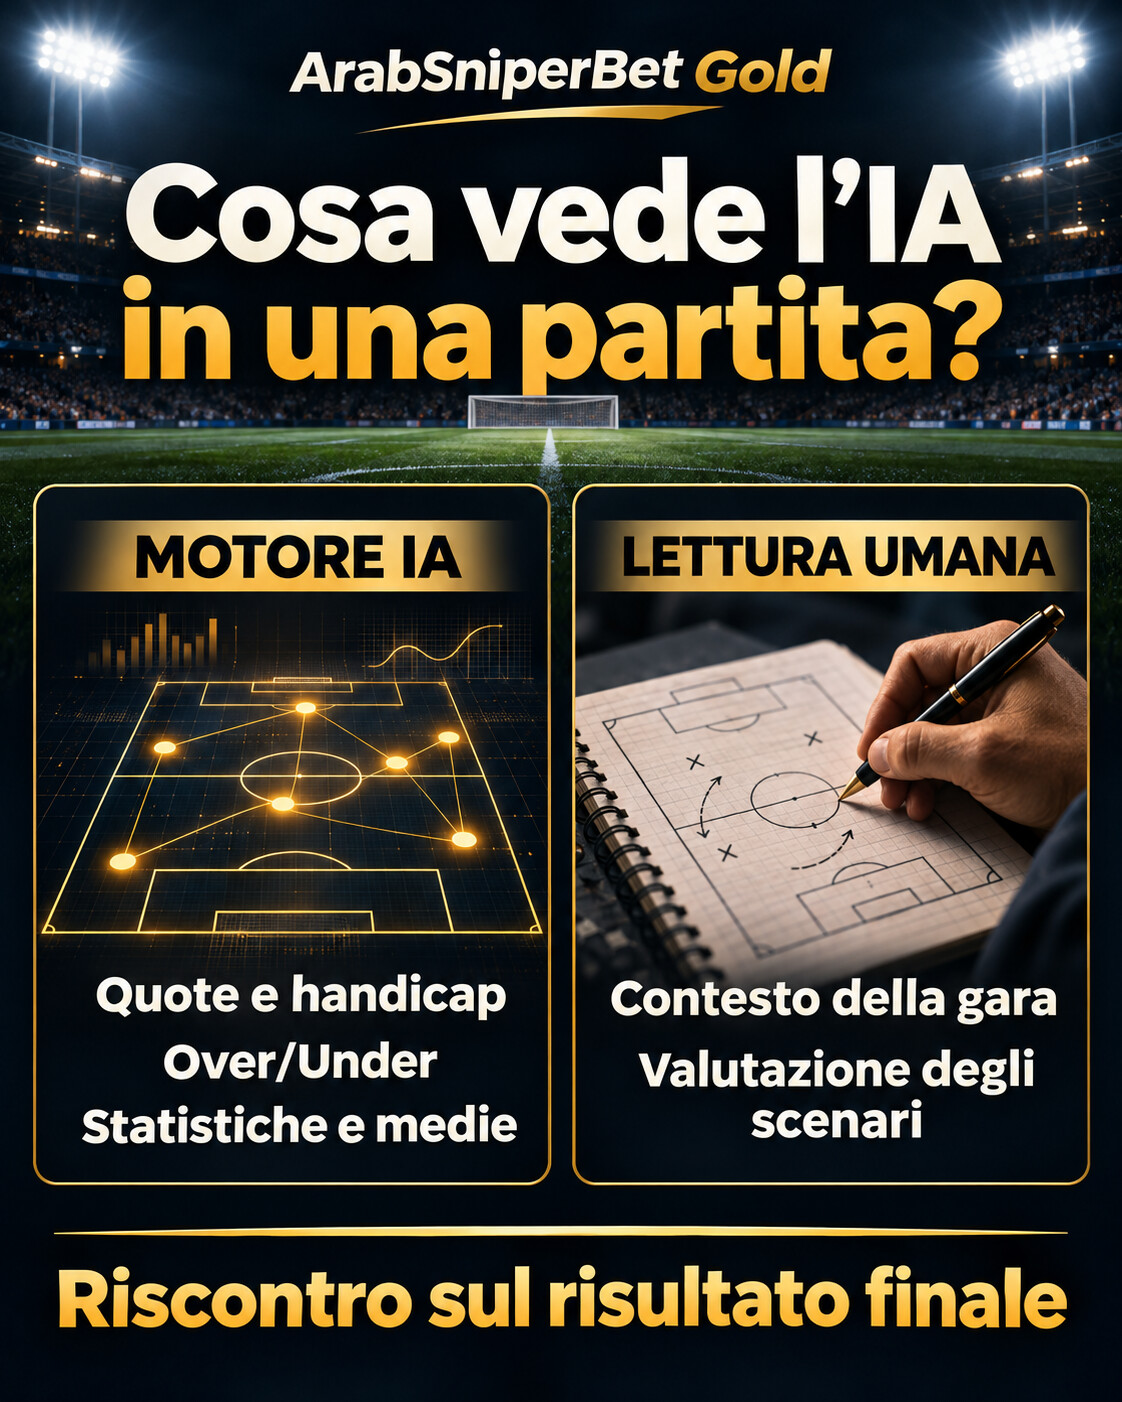 ArabSniperBet Gold
Cosa vede l'IA
in una partita?
MOTORE IA
Quote e handicap
Over/Under
Statistiche e medie
LETTURA UMANA
Contesto della gara
Valutazione degli
scenari
Riscontro sul risultato finale